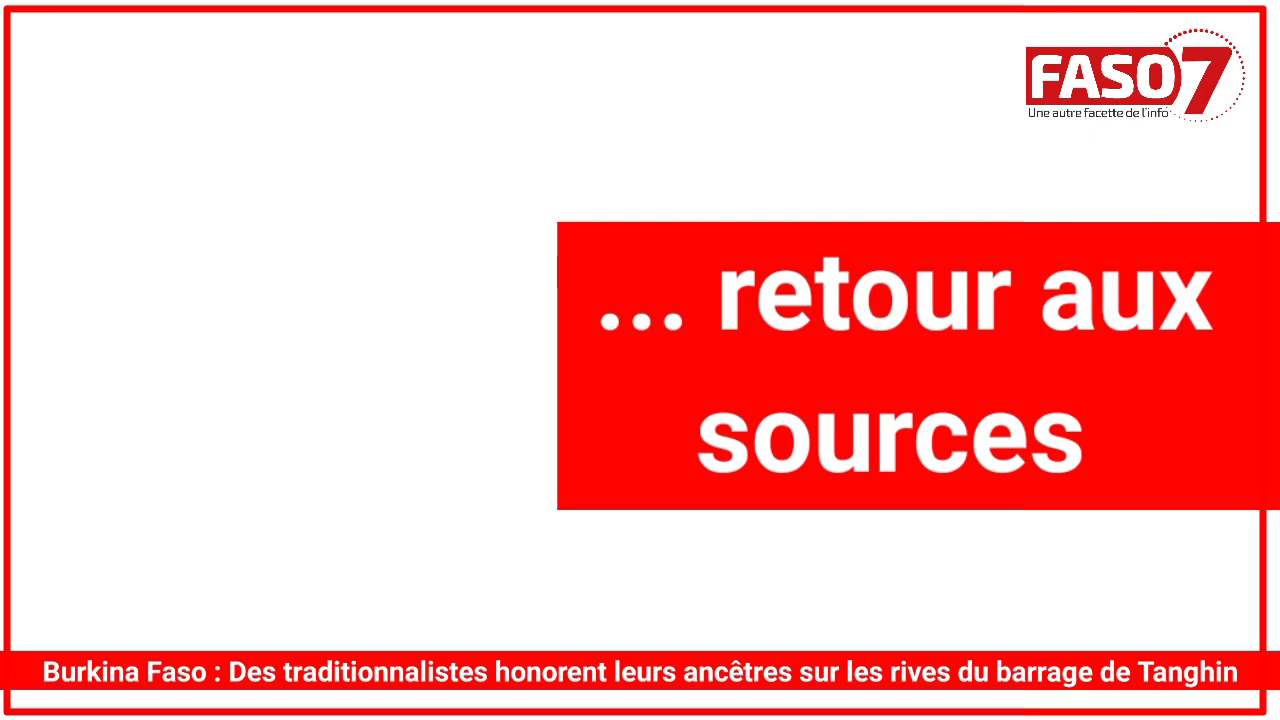 FASO7
Une autre facette de l'info
... retour aux
sources
Burkina Faso : Des traditionnalistes honorent leurs ancêtres sur les rives du barrage de Tanghin